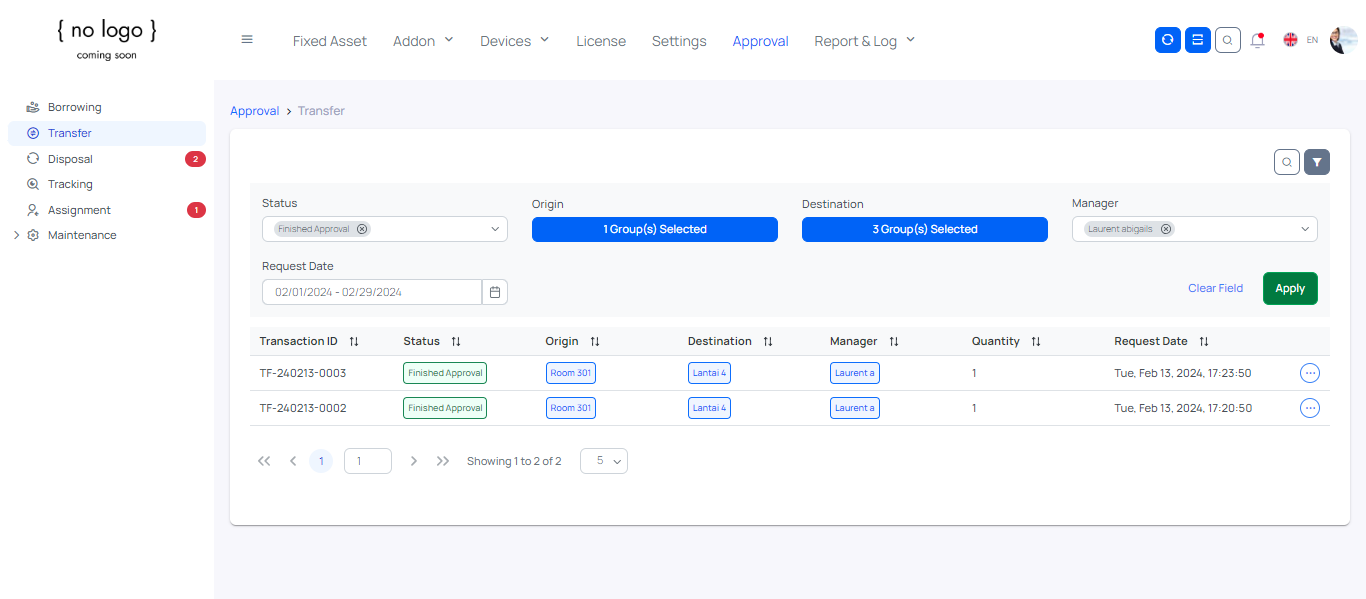 { no logo }
coming soon
Fixed Asset Addon Devices License Settings Approval Report & Log EN
Borrowing
Transfer
Disposal 2
Tracking
Assignment 1
Maintenance
Approval > Transfer
Status Origin Destination Manager
Finished Approval 1 Group(s) Selected 3 Group(s) Selected Laurent abigails
Request Date
02/01/2024 - 02/29/2024 Clear Field Apply
Transaction ID Status Origin Destination Manager Quantity Request Date
TF-240213-0003 Finished Approval Room 301 Lantai 4 Laurent a 1 Tue, Feb 13, 2024, 17:23:50
TF-240213-0002 Finished Approval Room 301 Lantai 4 Laurent a 1 Tue, Feb 13, 2024, 17:20:50
1 1 Showing 1 to 2 of 2 5